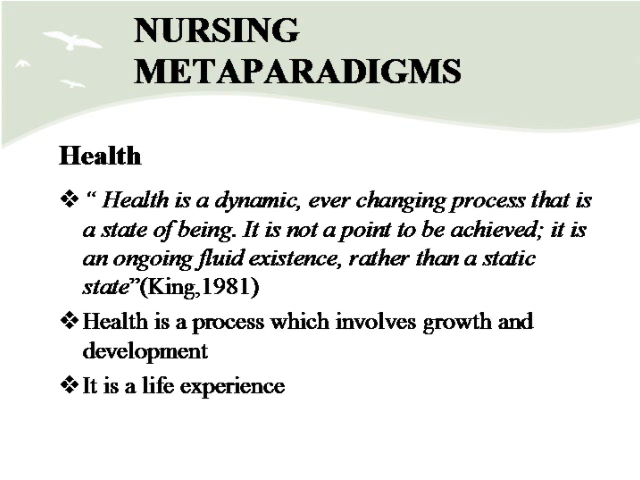 NURSING
METAPARADIGMS
Health
❖ “ Health is a dynamic, ever changing process that is
a state of being. It is not a point to be achieved; it is
an ongoing fluid existence, rather than a static
state”(King,1981)
❖ Health is a process which involves growth and
development
❖ It is a life experience